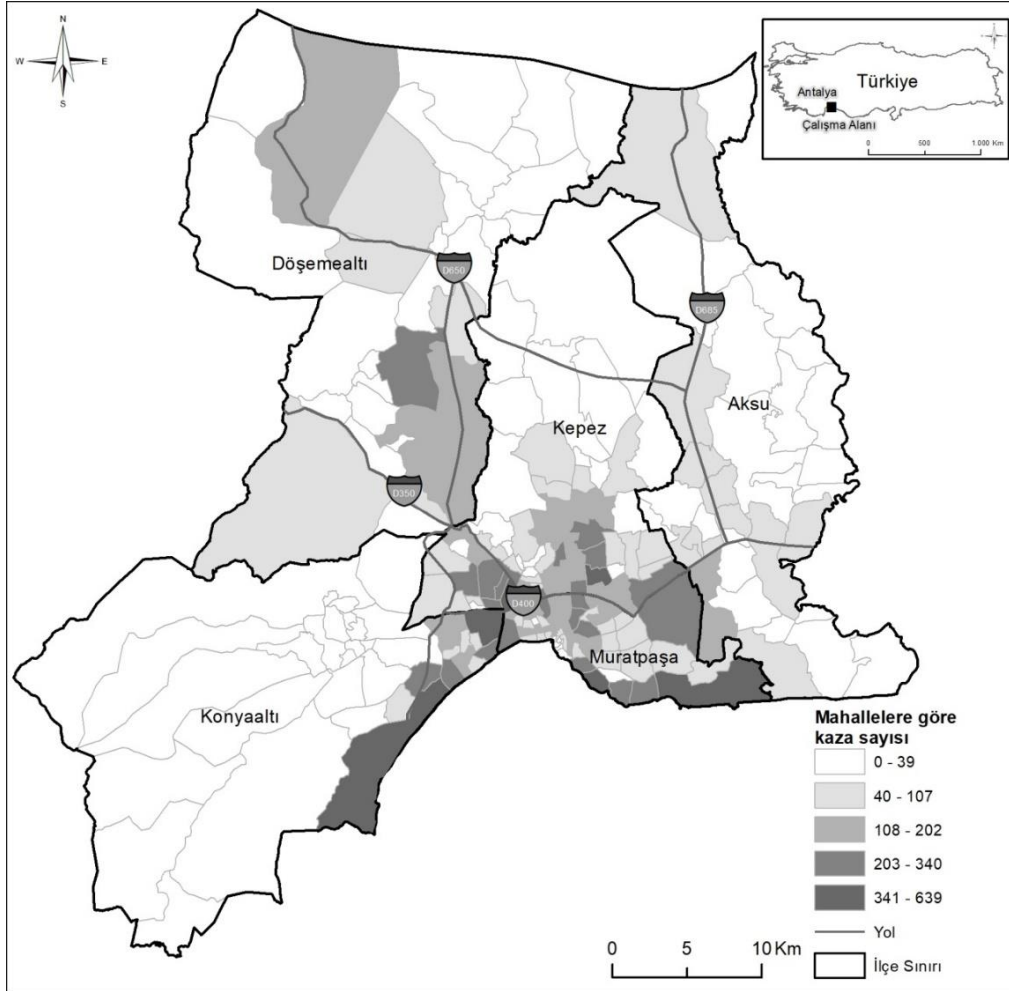 N
W E
S
Türkiye
Antalya
Çalışma Alanı
0 500 1.000 Km
Döşemealtı
D650
D685
Aksu
Kepez
D350
D400
Muratpaşa
Konyaaltı
Mahallelere göre
kaza sayısı
0 - 39
40 - 107
108 - 202
203 - 340
341 - 639
Yol
İlçe Sınırı
0 5 10 Km